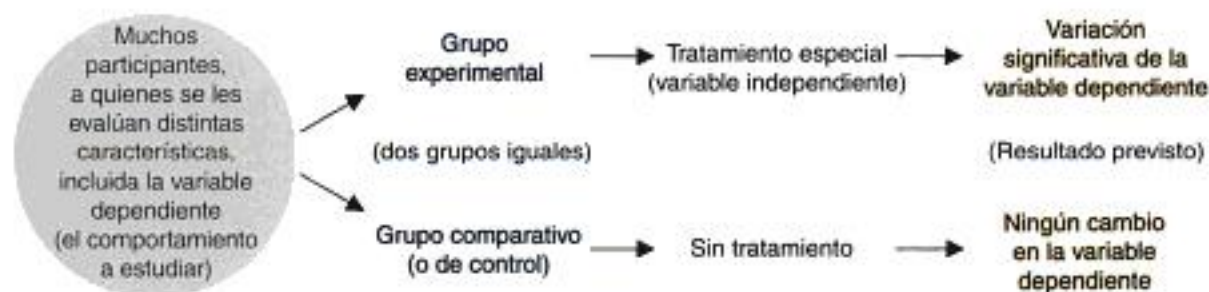 Muchos
participantes,
a quienes se les
evalúan distintas
características,
incluida la variable
dependiente
(el comportamiento
a estudiar)
Grupo
experimental
Tratamiento especial
(variable independiente)
Variación
significativa de la
variable dependiente
(dos grupos iguales)
(Resultado previsto)
Grupo comparativo
(o de control)
Sin tratamiento
Ningún cambio
en la variable
dependiente